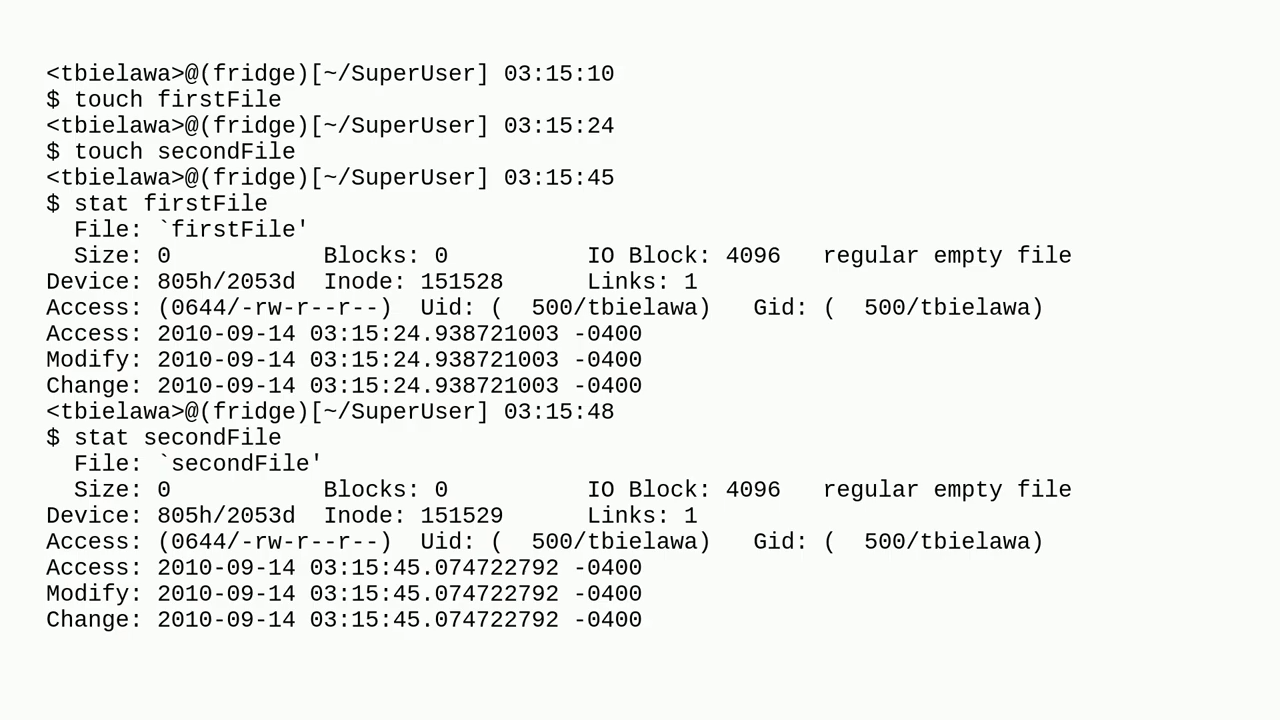 <tbielawa>@(fridge)[~/SuperUser] 03:15:10
$ touch firstFile
<tbielawa>@(fridge)[~/SuperUser] 03:15:24
$ touch secondFile
<tbielawa>@(fridge)[~/SuperUser] 03:15:45
$ stat firstFile
  File: `firstFile'
  Size: 0           Blocks: 0          IO Block: 4096   regular empty file
Device: 805h/2053d  Inode: 151528      Links: 1
Access: (0644/-rw-r--r--)  Uid: (  500/tbielawa)   Gid: (  500/tbielawa)
Access: 2010-09-14 03:15:24.938721003 -0400
Modify: 2010-09-14 03:15:24.938721003 -0400
Change: 2010-09-14 03:15:24.938721003 -0400
<tbielawa>@(fridge)[~/SuperUser] 03:15:48
$ stat secondFile
  File: `secondFile'
  Size: 0           Blocks: 0          IO Block: 4096   regular empty file
Device: 805h/2053d  Inode: 151529      Links: 1
Access: (0644/-rw-r--r--)  Uid: (  500/tbielawa)   Gid: (  500/tbielawa)
Access: 2010-09-14 03:15:45.074722792 -0400
Modify: 2010-09-14 03:15:45.074722792 -0400
Change: 2010-09-14 03:15:45.074722792 -0400